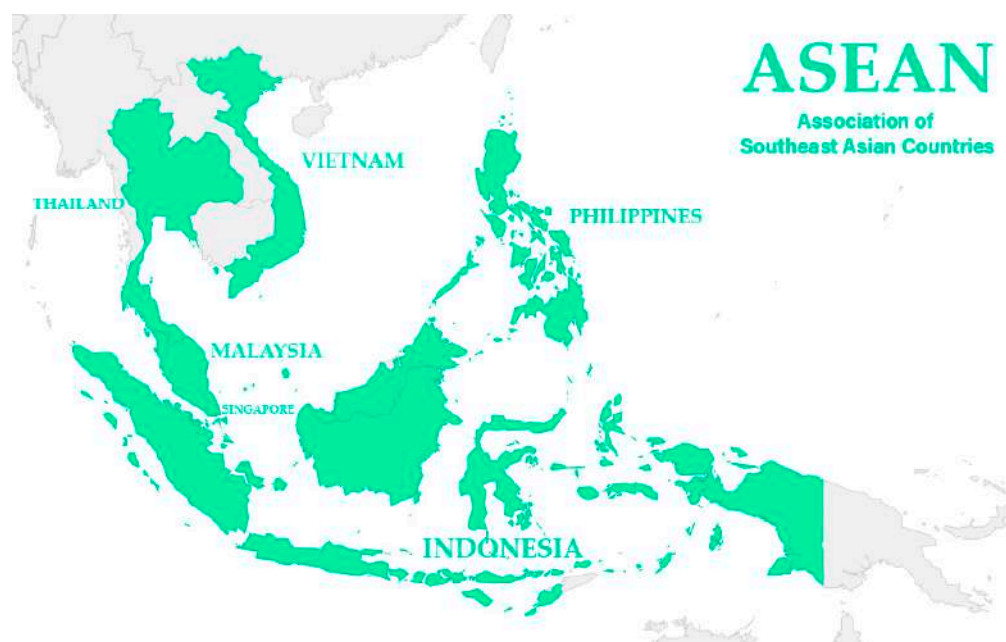 ASEAN
Association of
Southeast Asian Countries
VIETNAM
THAILAND
PHILIPPINES
MALAYSIA
SINGAPORE
INDONESIA